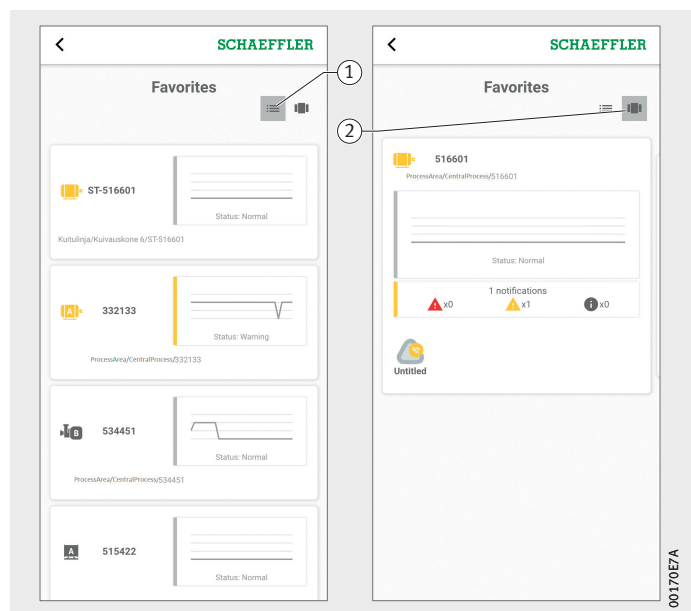 SCHAEFFLER
Favorites
1
ST-516601
Status: Normal
Kuitulinja/Kuivauskone 6/ST-516601
A
332133
Status: Warning
ProcessArea/CentralProcess/332133
B
534451
Status: Normal
ProcessArea/CentralProcess/534451
A
515422
Status: Normal
SCHAEFFLER
Favorites
2
516601
ProcessArea/CentralProcess/516601
Status: Normal
1 notifications
x0 x1 x0
Untitled
00170E7A